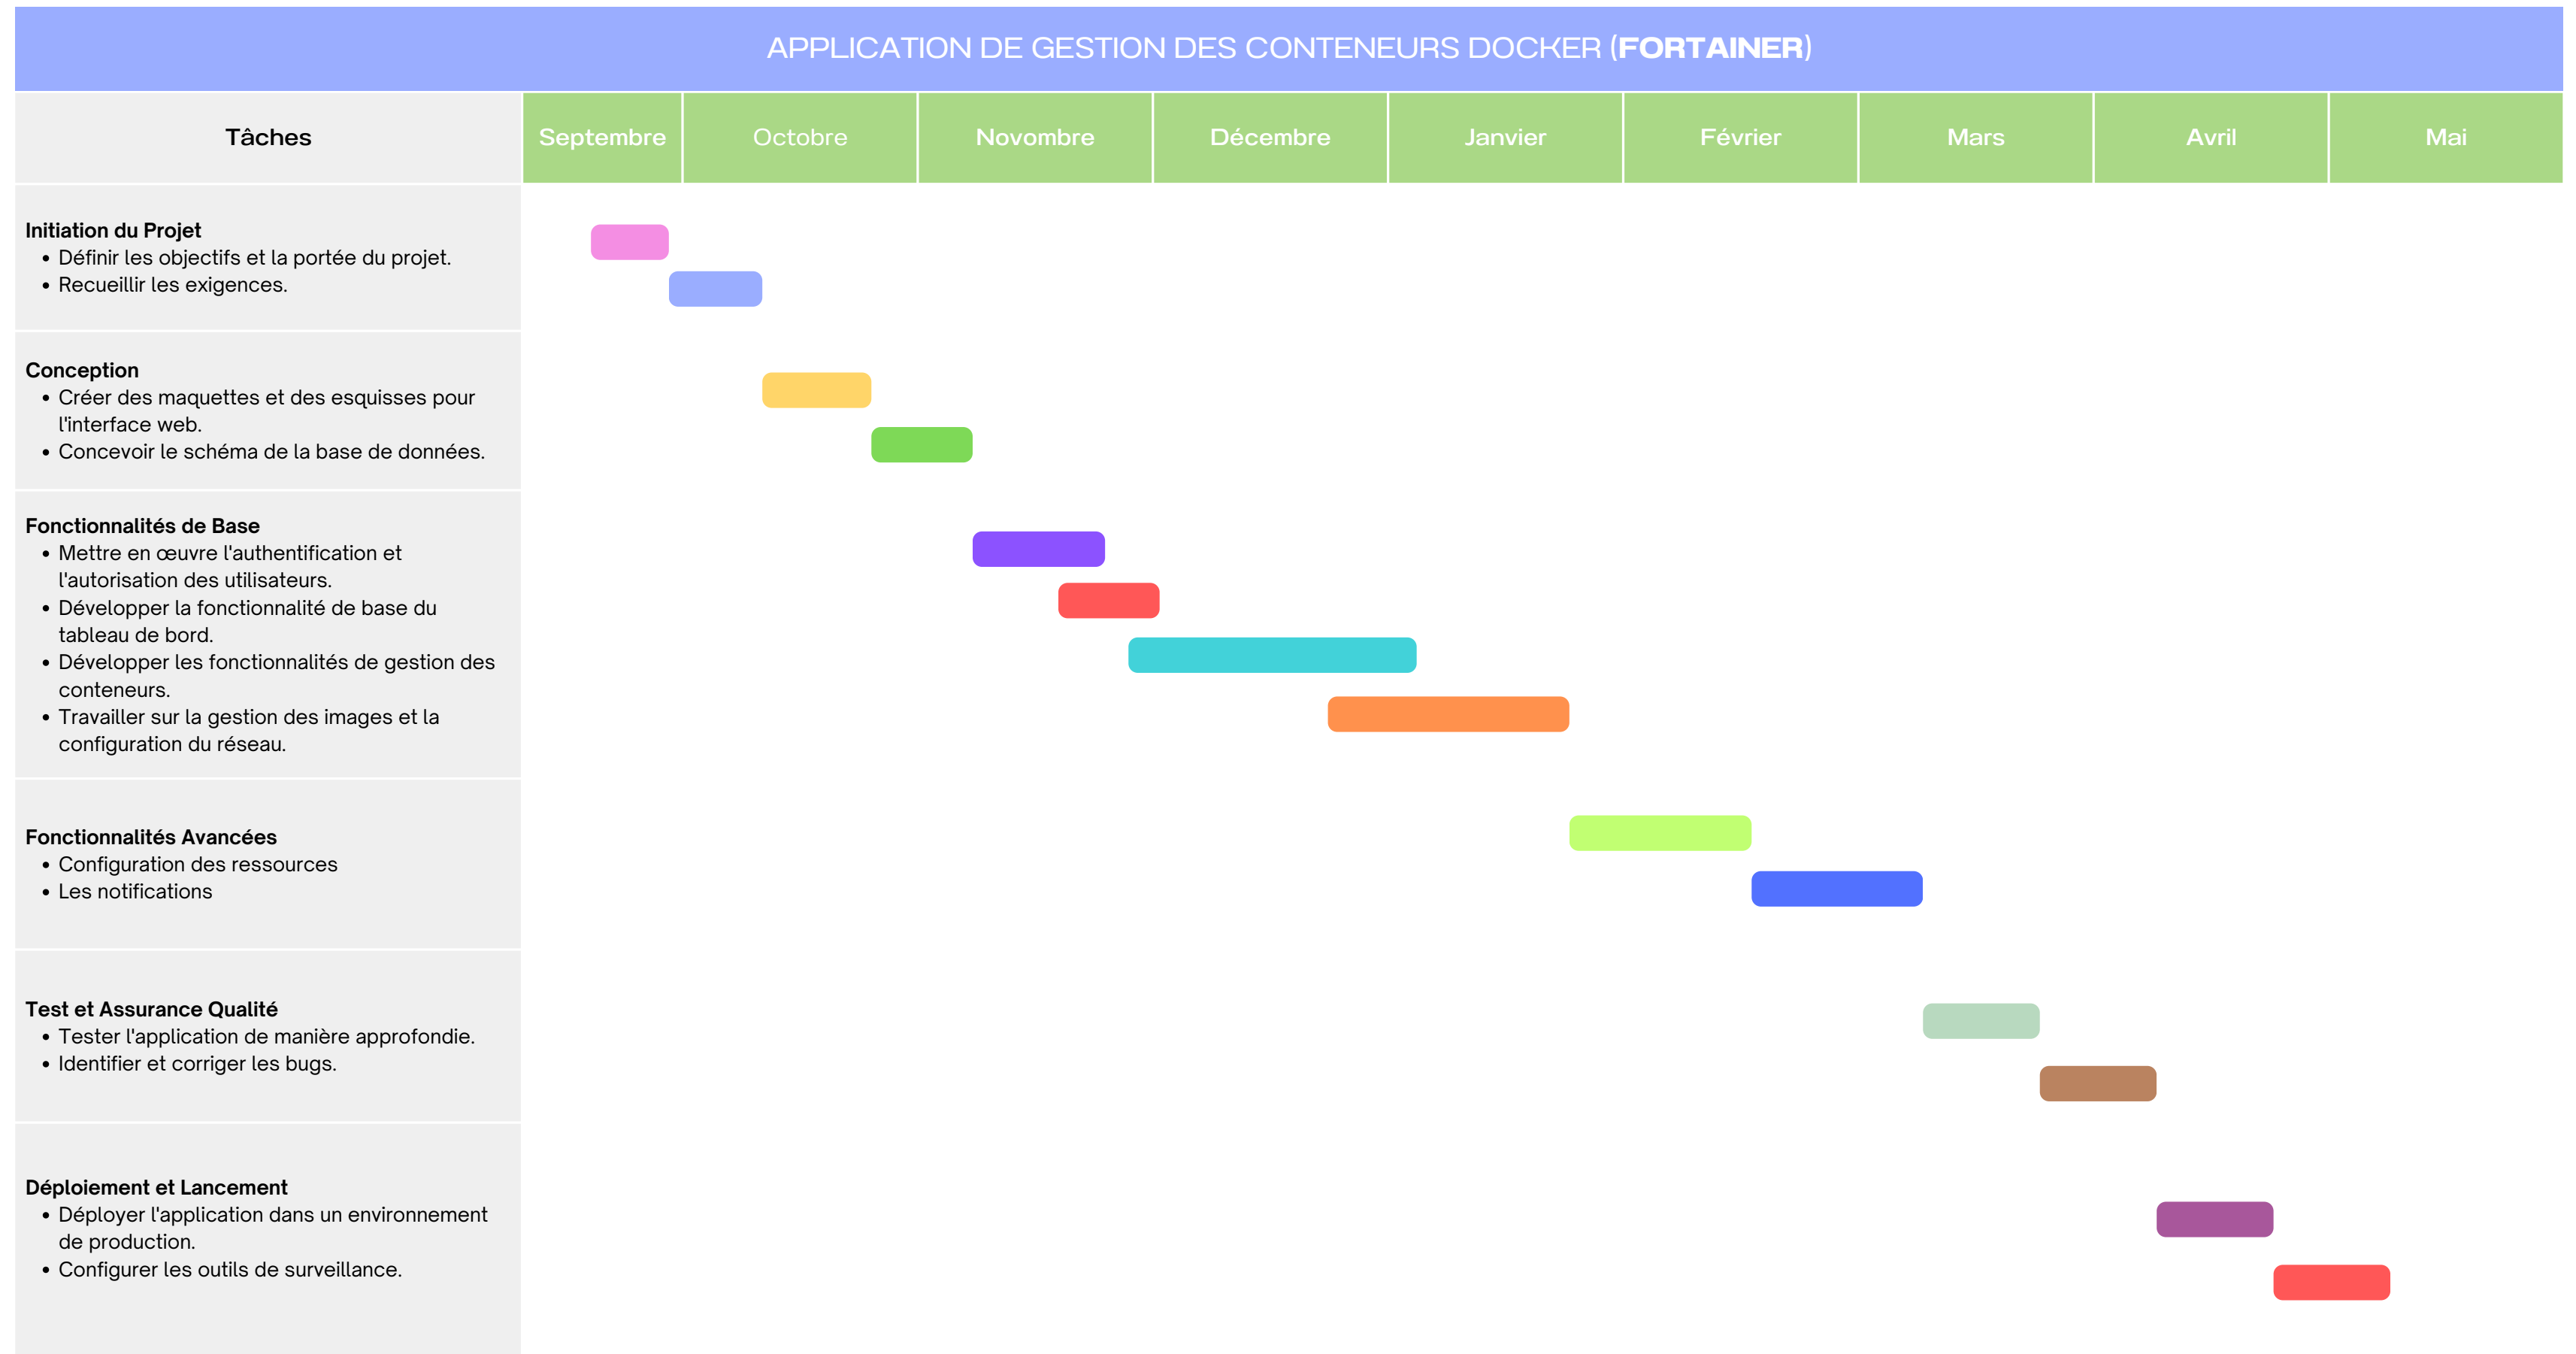 APPLICATION DE GESTION DES CONTENEURS DOCKER (FORTAINER)
Tâches
Septembre
Octobre
Novombre
Décembre
Janvier
Février
Mars
Avril
Mai
Initiation du Projet
• Définir les objectifs et la portée du projet.
• Recueillir les exigences.
Conception
• Créer des maquettes et des esquisses pour
l'interface web.
• Concevoir le schéma de la base de données.
Fonctionnalités de Base
• Mettre en œuvre l'authentification et
l'autorisation des utilisateurs.
• Développer la fonctionnalité de base du
tableau de bord.
• Développer les fonctionnalités de gestion des
conteneurs.
• Travailler sur la gestion des images et la
configuration du réseau.
Fonctionnalités Avancées
• Configuration des ressources
• Les notifications
Test et Assurance Qualité
• Tester l'application de manière approfondie.
• Identifier et corriger les bugs.
Déploiement et Lancement
• Déployer l'application dans un environnement
de production.
• Configurer les outils de surveillance.